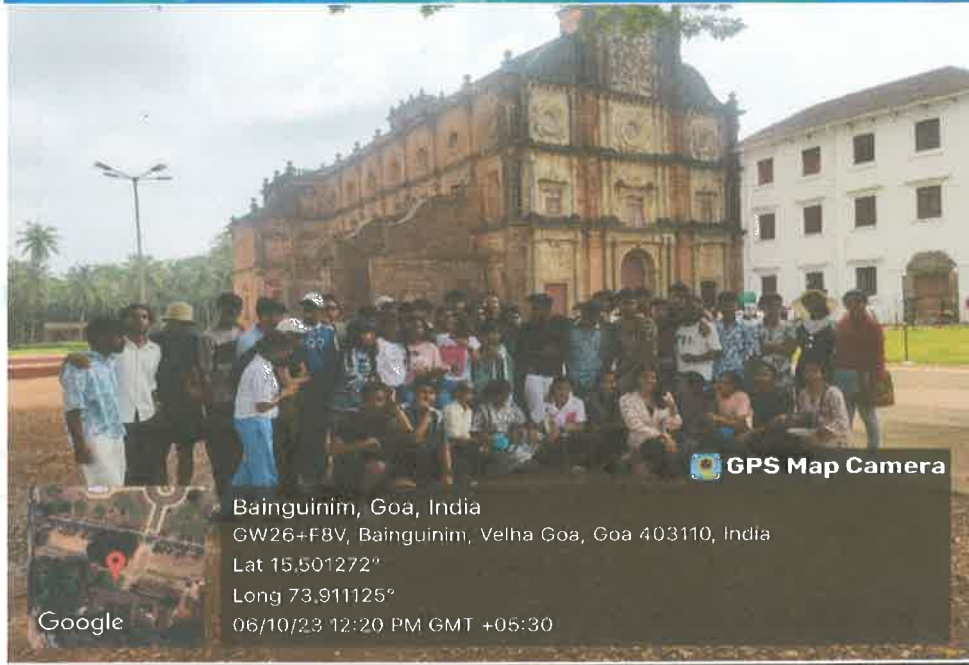 GPS Map Camera
Bainguinim, Goa, India
GW26+F8V, Bainguinim, Velha Goa, Goa 403110, India
Lat 15.501272°
Long 73.911125°
06/10/23 12:20 PM GMT +05:30
Google